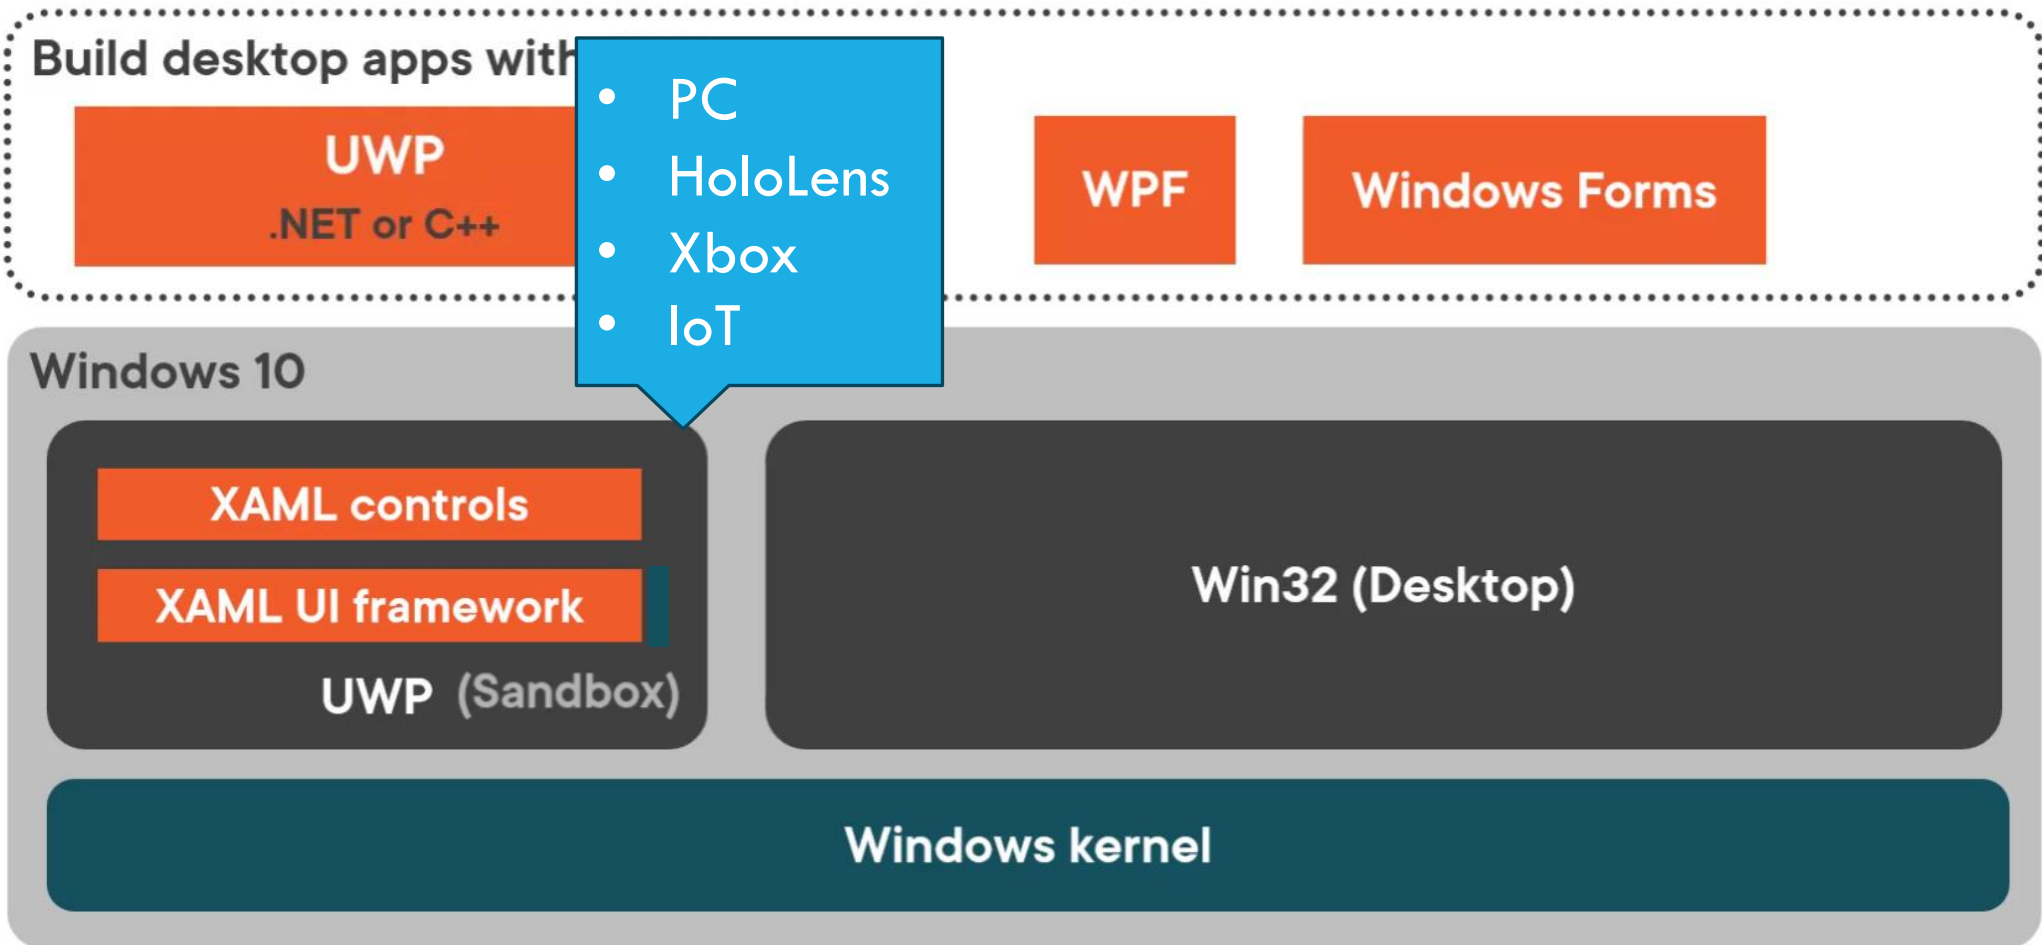 Build desktop apps with
UWP
.NET or C++
• PC
• HoloLens
• Xbox
• IoT
WPF
Windows Forms
Windows 10
XAML controls
XAML UI framework
UWP (Sandbox)
Win32 (Desktop)
Windows kernel